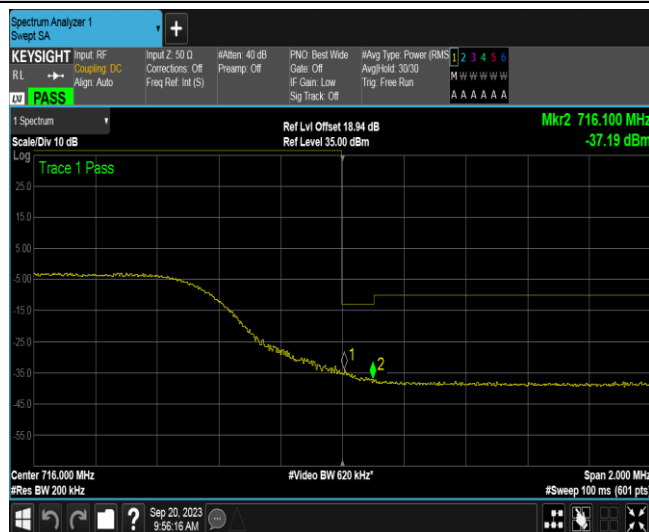 Spectrum Analyzer 1
Swept SA
+
KEYSIGHT
RL
LXI PASS
Input: RF
Coupling: DC
Align: Auto
Input Z: 50 Ω
Corrections: Off
Freq Ref: Int (S)
#Atten: 40 dB
Preamp: Off
PNO: Best Wide
Gate: Off
IF Gain: Low
Sig Track: Off
#Avg Type: Power (RMS
Avg|Hold: 30/30
Trig: Free Run
1 2 3 4 5 6
M W W W W W
A A A A A A
1 Spectrum
Scale/Div 10 dB
Ref Lvl Offset 18.94 dB
Ref Level 35.00 dBm
Mkr2 716.100 MHz
-37.19 dBm
Log
Trace 1 Pass
25.0
15.0
5.00
-5.00
-15.0
-25.0
-35.0
-45.0
-55.0
1
2
Center 716.000 MHz
#Res BW 200 kHz
#Video BW 620 kHz*
Span 2.000 MHz
#Sweep 100 ms (601 pts)
?
Sep 20, 2023
9:56:16 AM